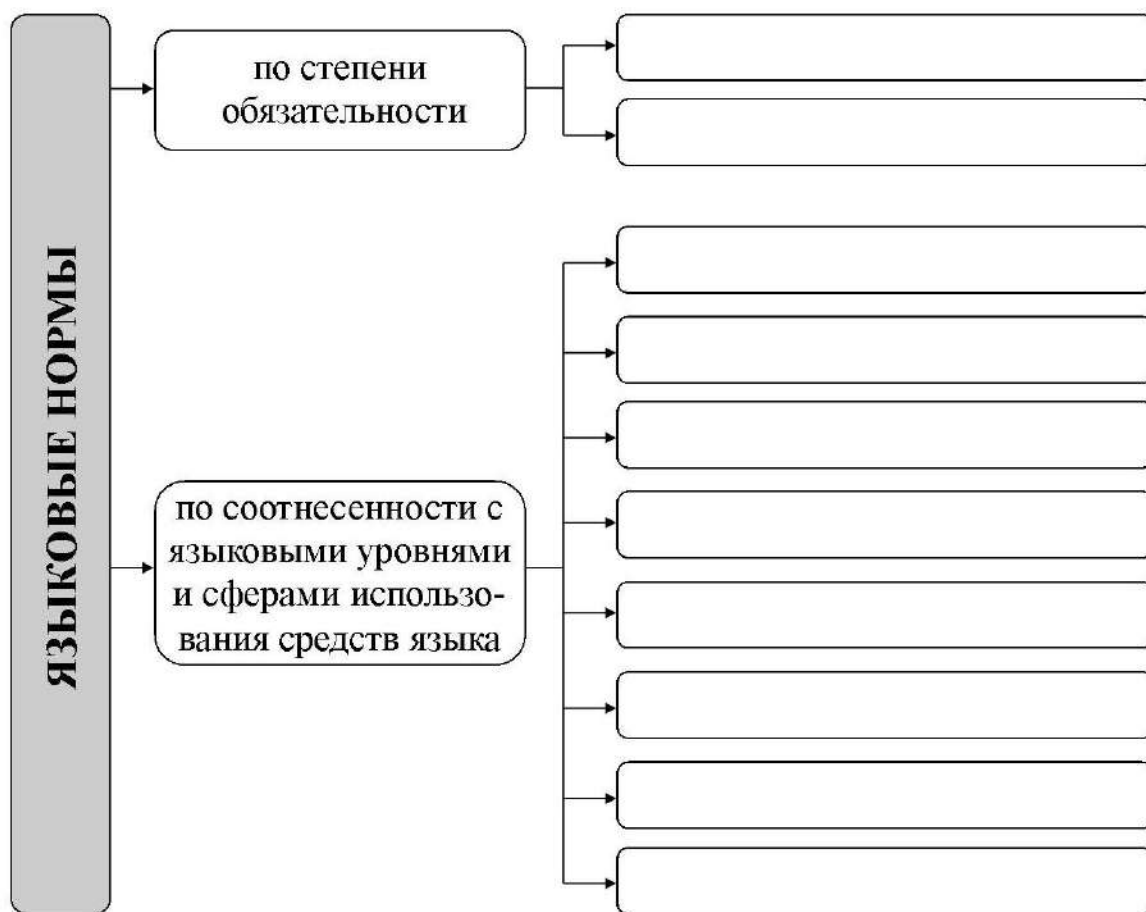 ЯЗЫКОВЫЕ НОРМЫ
по степени
обязательности
по соотнесенности с
языковыми уровнями
и сферами использо-
вания средств языка